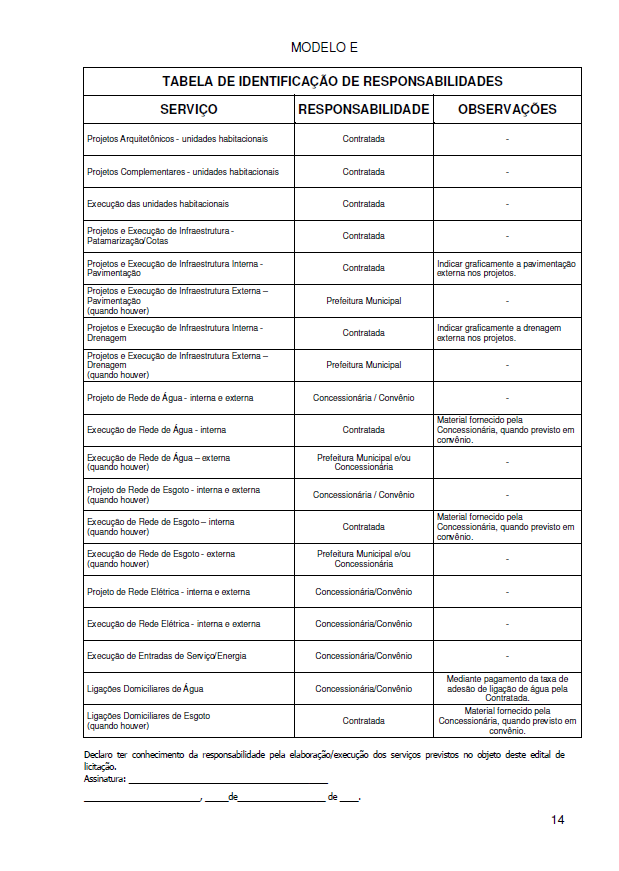 MODELO E
TABELA DE IDENTIFICAÇÃO DE RESPONSABILIDADES
SERVIÇO RESPONSABILIDADE OBSERVAÇÕES
Projetos Arquitetônicos - unidades habitacionais Contratada -
Projetos Complementares - unidades habitacionais Contratada -
Execução das unidades habitacionais Contratada -
Projetos e Execução de Infraestrutura -
Patamarização/Cotas
Contratada -
Projetos e Execução de Infraestrutura Interna -
Pavimentação
Contratada
Indicar graficamente a pavimentação
externa nos projetos.
Projetos e Execução de Infraestrutura Externa –
Pavimentação
(quando houver)
Prefeitura Municipal -
Projetos e Execução de Infraestrutura Interna -
Drenagem
Contratada
Indicar graficamente a drenagem
externa nos projetos.
Projetos e Execução de Infraestrutura Externa –
Drenagem
(quando houver)
Prefeitura Municipal -
Projeto de Rede de Água - interna e externa Concessionária / Convênio -
Execução de Rede de Água - interna Contratada
Material fornecido pela
Concessionária, quando previsto em
convênio.
Execução de Rede de Água – externa
(quando houver)
Prefeitura Municipal e/ou
Concessionária
-
Projeto de Rede de Esgoto - interna e externa
(quando houver)
Concessionária / Convênio -
Execução de Rede de Esgoto – interna
(quando houver)
Contratada
Material fornecido pela
Concessionária, quando previsto em
convênio.
Execução de Rede de Esgoto - externa
(quando houver)
Prefeitura Municipal e/ou
Concessionária
-
Projeto de Rede Elétrica - interna e externa Concessionária/Convênio -
Execução de Rede Elétrica - interna e externa Concessionária/Convênio -
Execução de Entradas de Serviço/Energia Concessionária/Convênio -
Ligações Domiciliares de Água Concessionária/Convênio
Mediante pagamento da taxa de
adesão de ligação de água pela
Contratada.
Ligações Domiciliares de Esgoto
(quando houver)
Contratada
Material fornecido pela
Concessionária, quando previsto em
convênio.
Declaro ter conhecimento da responsabilidade pela elaboração/execução dos serviços previstos no objeto deste edital de
licitação.
Assinatura: ______________________________________
______________________, _____de_________________ de ____.
14